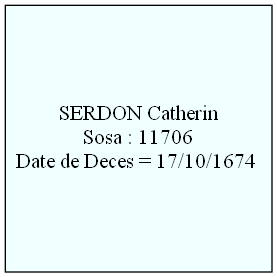 SERDON Catherin
Sosa : 11706
Date de Deces = 17/10/1674